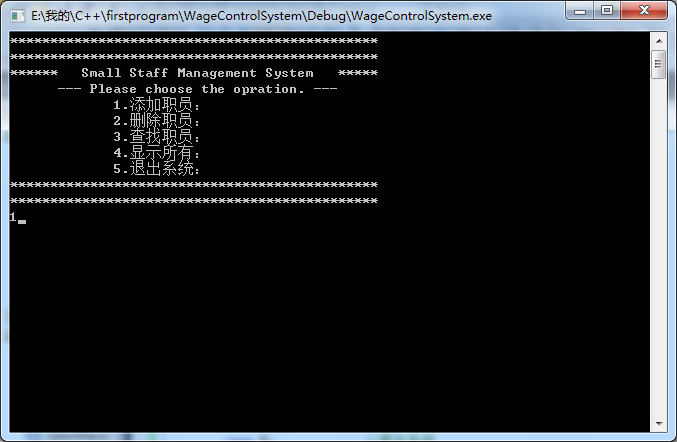 E:\我的\C++\firstprogram\WageControlSystem\Debug\WageControlSystem.exe
**********************************************
**********************************************
****** Small Staff Management System *****
--- Please choose the opration. ---
1.添加职员：
2.删除职员：
3.查找职员：
4.显示所有：
5.退出系统：
**********************************************
**********************************************
1